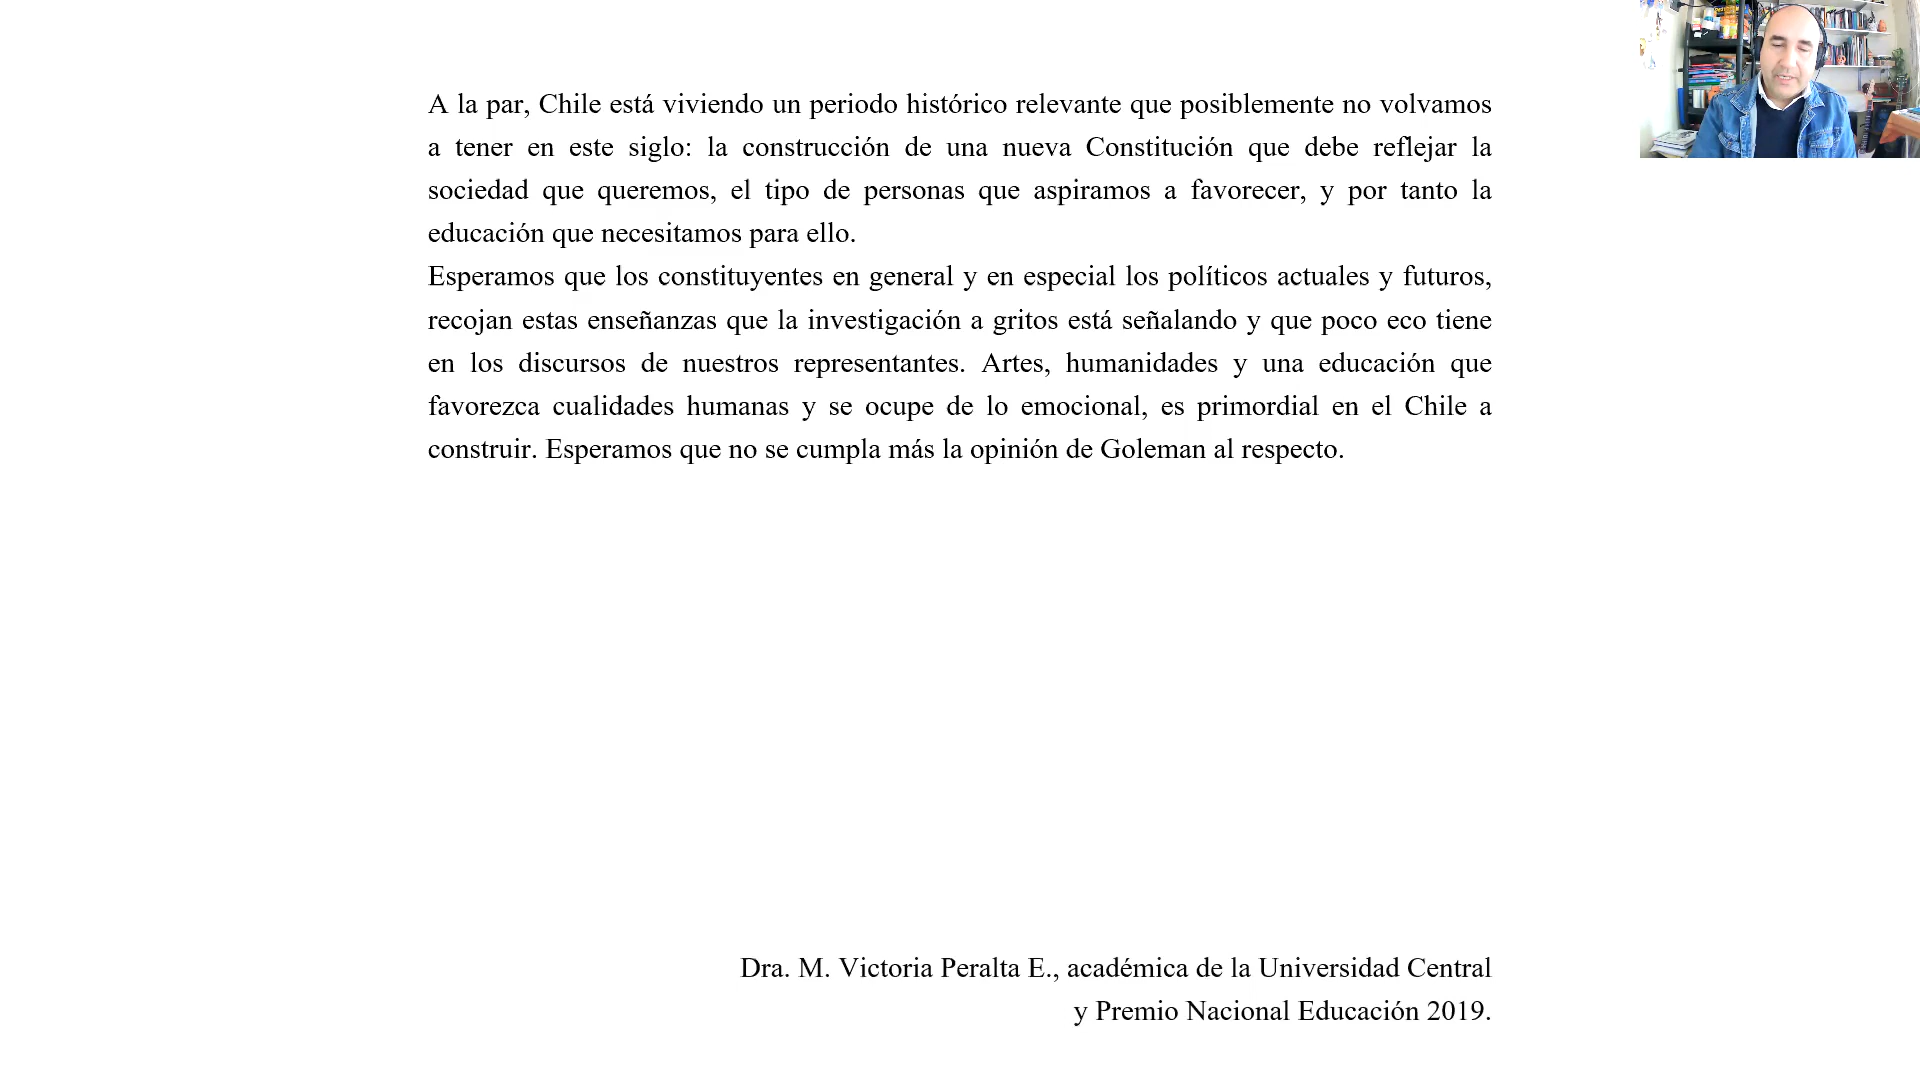 A la par, Chile está viviendo un periodo histórico relevante que posiblemente no volvamos
a tener en este siglo: la construcción de una nueva Constitución que debe reflejar la
sociedad que queremos, el tipo de personas que aspiramos a favorecer, y por tanto la
educación que necesitamos para ello.
Esperamos que los constituyentes en general y en especial los políticos actuales y futuros,
recojan estas enseñanzas que la investigación a gritos está señalando y que poco eco tiene
en los discursos de nuestros representantes. Artes, humanidades y una educación que
favorezca cualidades humanas y se ocupe de lo emocional, es primordial en el Chile a
construir. Esperamos que no se cumpla más la opinión de Goleman al respecto.
Dra. M. Victoria Peralta E., académica de la Universidad Central
y Premio Nacional Educación 2019.